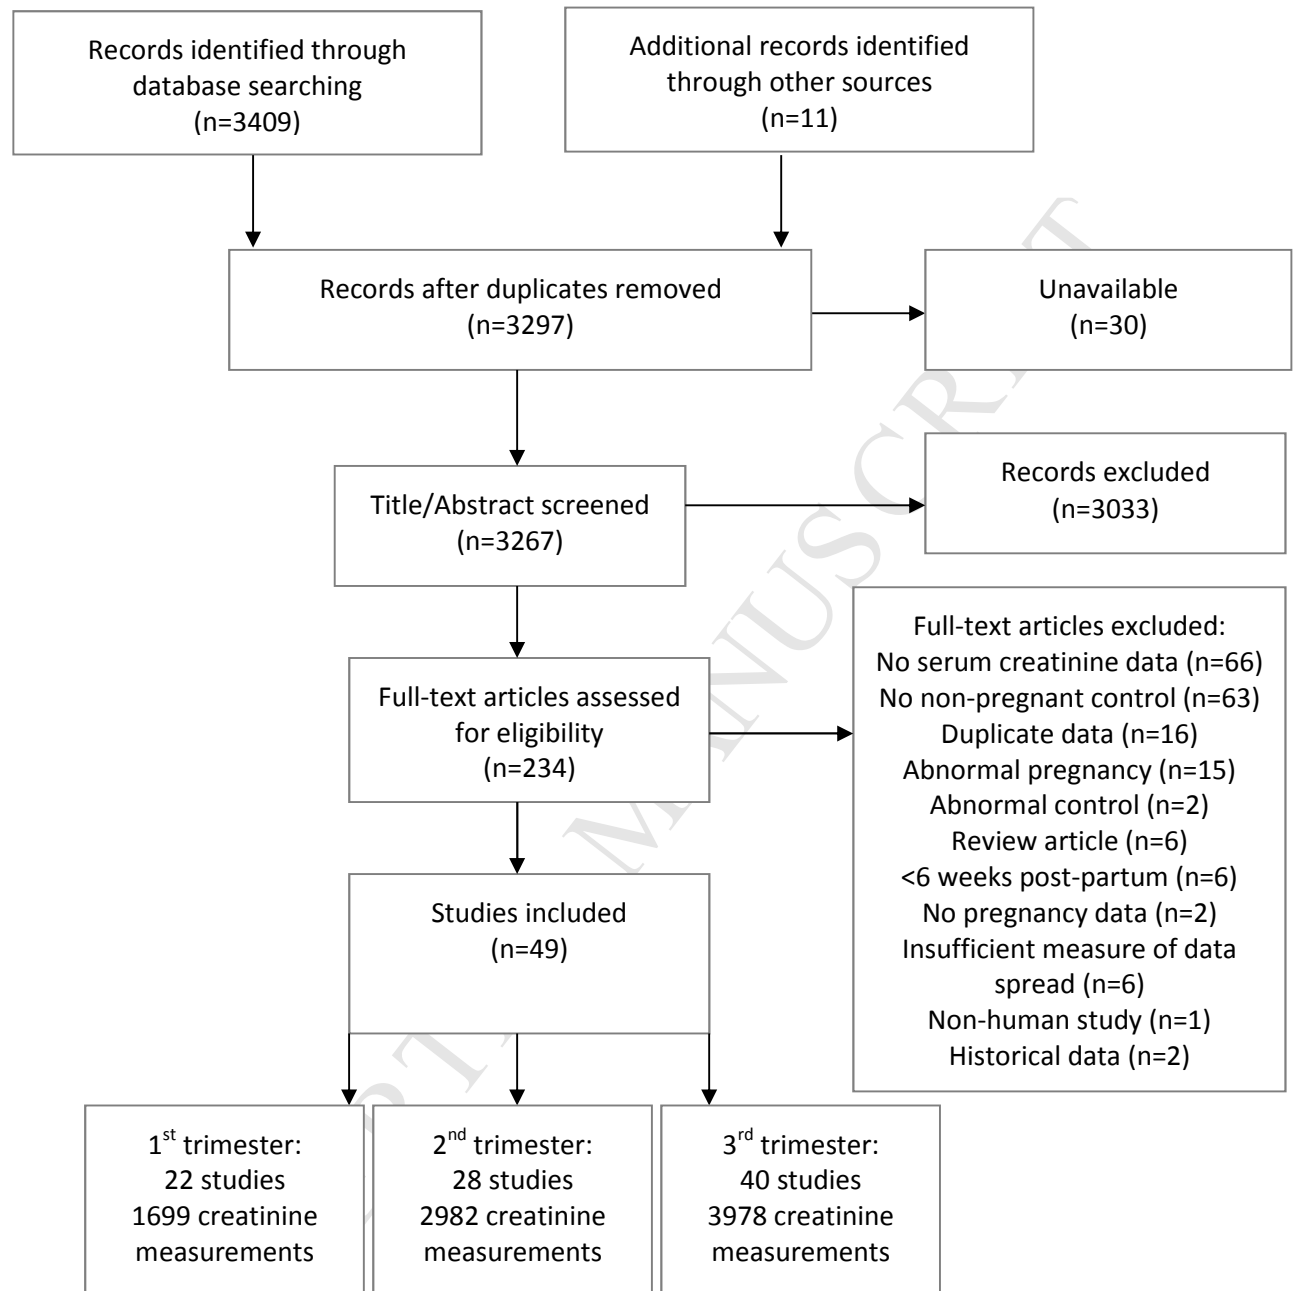 Records identified through
database searching
(n=3409)
Additional records identified
through other sources
(n=11)
Records after duplicates removed
(n=3297)
Unavailable
(n=30)
Title/Abstract screened
(n=3267)
Records excluded
(n=3033)
Full-text articles assessed
for eligibility
(n=234)
Full-text articles excluded:
No serum creatinine data (n=66)
No non-pregnant control (n=63)
Duplicate data (n=16)
Abnormal pregnancy (n=15)
Abnormal control (n=2)
Review article (n=6)
<6 weeks post-partum (n=6)
No pregnancy data (n=2)
Insufficient measure of data
spread (n=6)
Non-human study (n=1)
Historical data (n=2)
Studies included
(n=49)
1st trimester:
22 studies
1699 creatinine
measurements
2nd trimester:
28 studies
2982 creatinine
measurements
3rd trimester:
40 studies
3978 creatinine
measurements